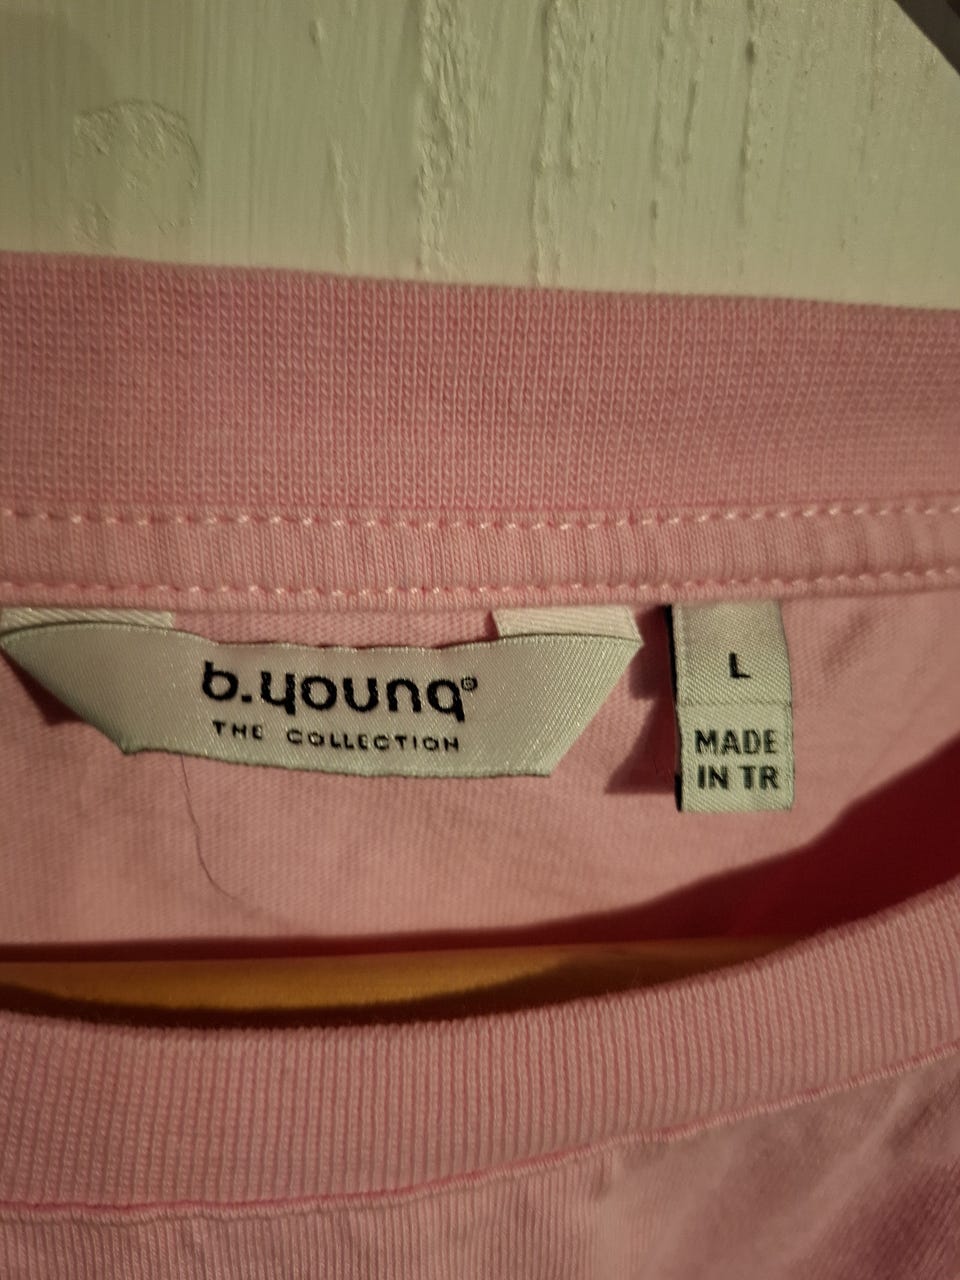 b.young®
THE COLLECTION
L
MADE
IN TR